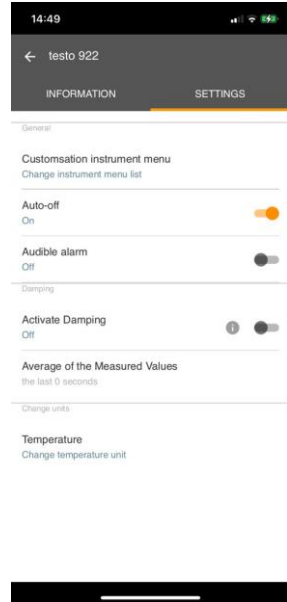 14:49
testo 922
INFORMATION SETTINGS
General
Customsation instrument menu
Change instrument menu list
Auto-off
On
Audible alarm
Off
Damping
Activate Damping
Off
Average of the Measured Values
the last 0 seconds
Change units
Temperature
Change temperature unit